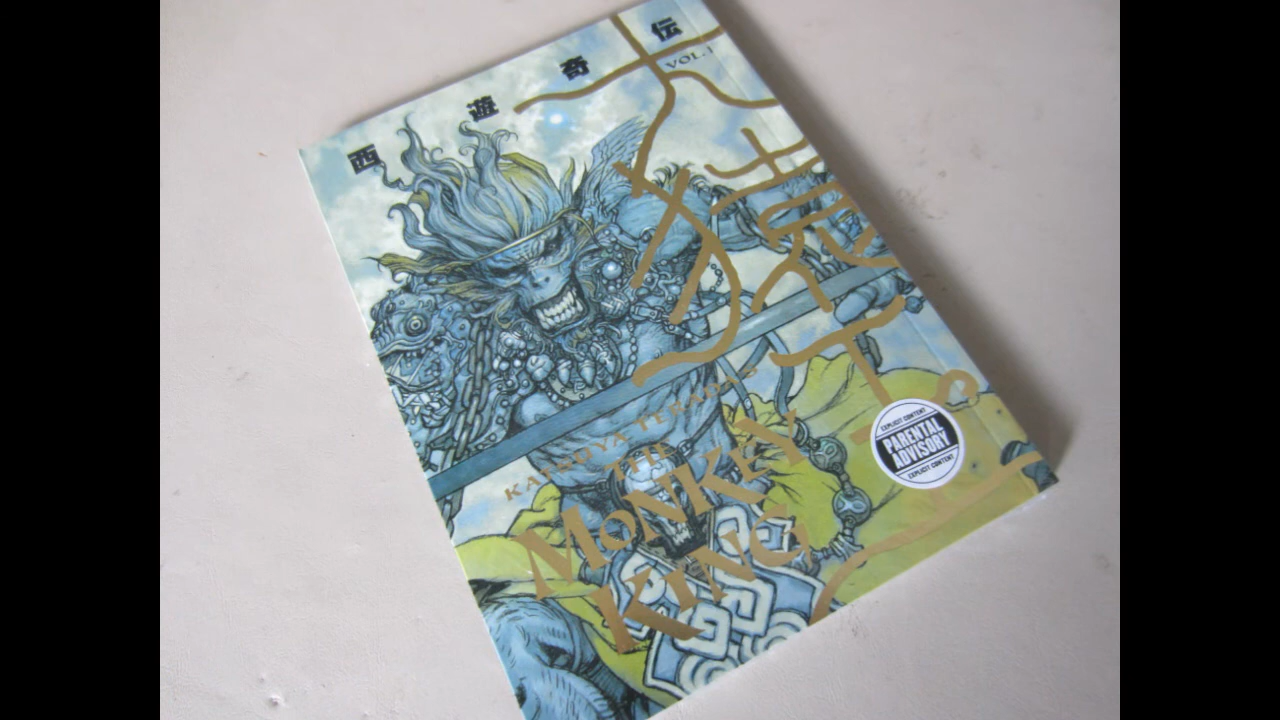 西遊奇伝
大猿王
VOL.1
KATSUYA TERADA'S
THE
MONKEY
KING
EXPLICIT CONTENT
PARENTAL
ADVISORY
EXPLICIT CONTENT